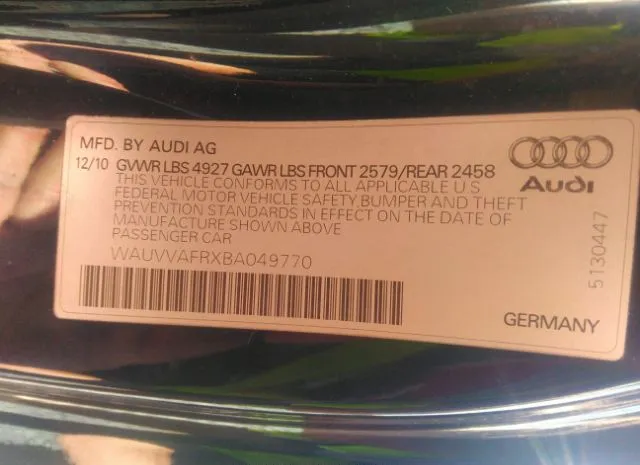 MFD. BY AUDI AG
12/10 GVWR LBS 4927 GAWR LBS FRONT 2579/REAR 2458
THIS VEHICLE CONFORMS TO ALL APPLICABLE U.S
FEDERAL MOTOR VEHICLE SAFETY,BUMPER AND THEFT
PREVENTION STANDARDS IN EFFECT ON THE DATE OF
MANUFACTURE SHOWN ABOVE
PASSENGER CAR
WAUVVAFRXBA049770
Audi
5130447
GERMANY